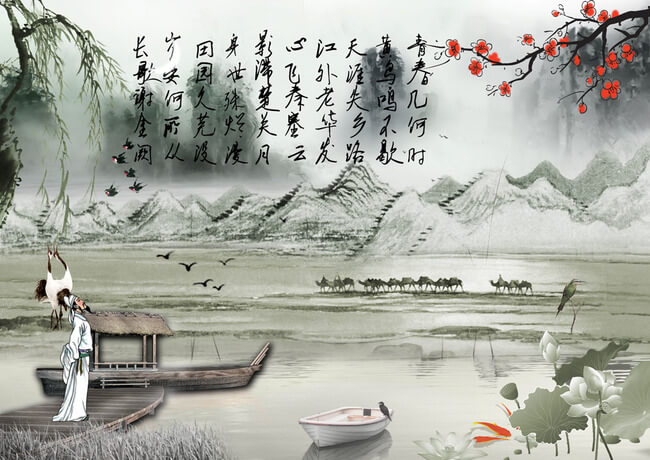 青春几何时
黄鸟鸣不歇
天涯失乡路
江外老华发
心飞秦塞云
影滞楚关月
身世殊烂漫
田园久芜没
岁晏何所从
长歌谢金阙